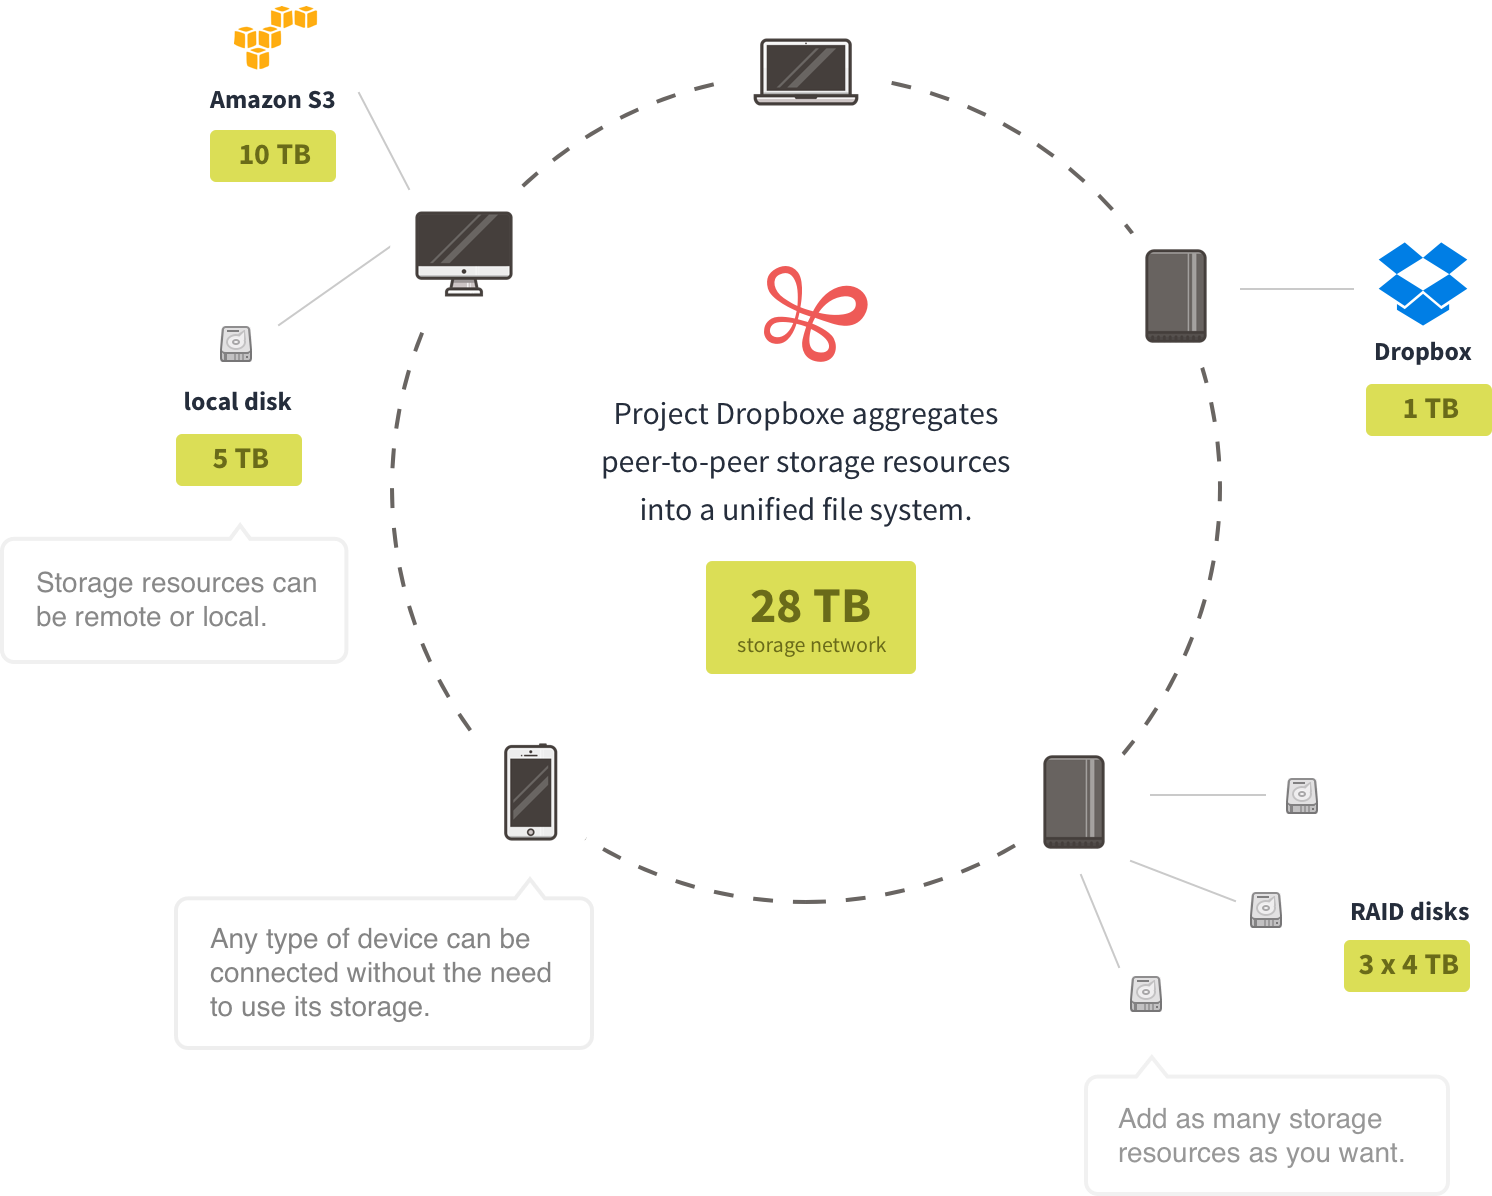 Amazon S3
10 TB
local disk
5 TB
Storage resources can
be remote or local.
Project Dropboxe aggregates
peer-to-peer storage resources
into a unified file system.
28 TB
storage network
Dropbox
1 TB
Any type of device can be
connected without the need
to use its storage.
RAID disks
3 x 4 TB
Add as many storage
resources as you want.